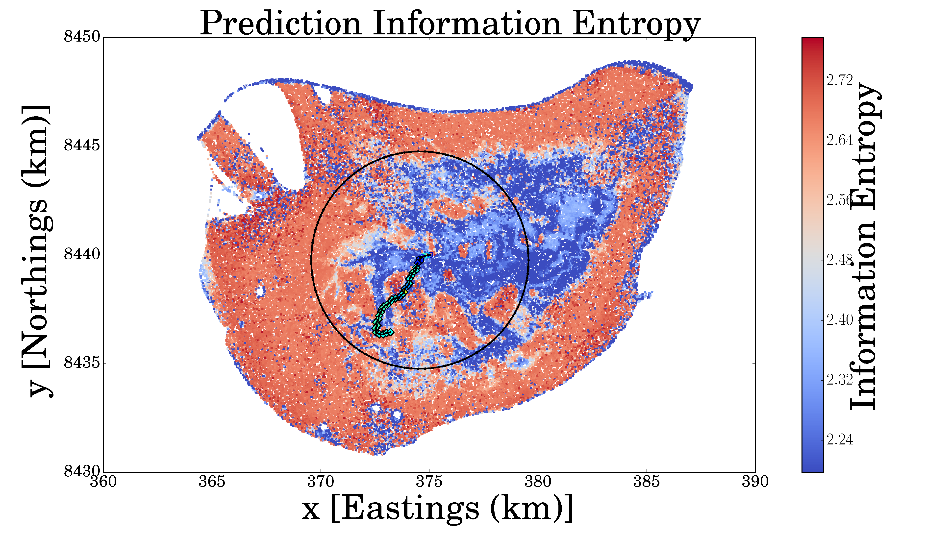 Prediction Information Entropy
y [Northings (km)]
8450
8445
8440
8435
8430
360 365 370 375 380 385 390
x [Eastings (km)]
2.72
2.64
2.56
2.48
2.40
2.32
2.24
Information Entropy